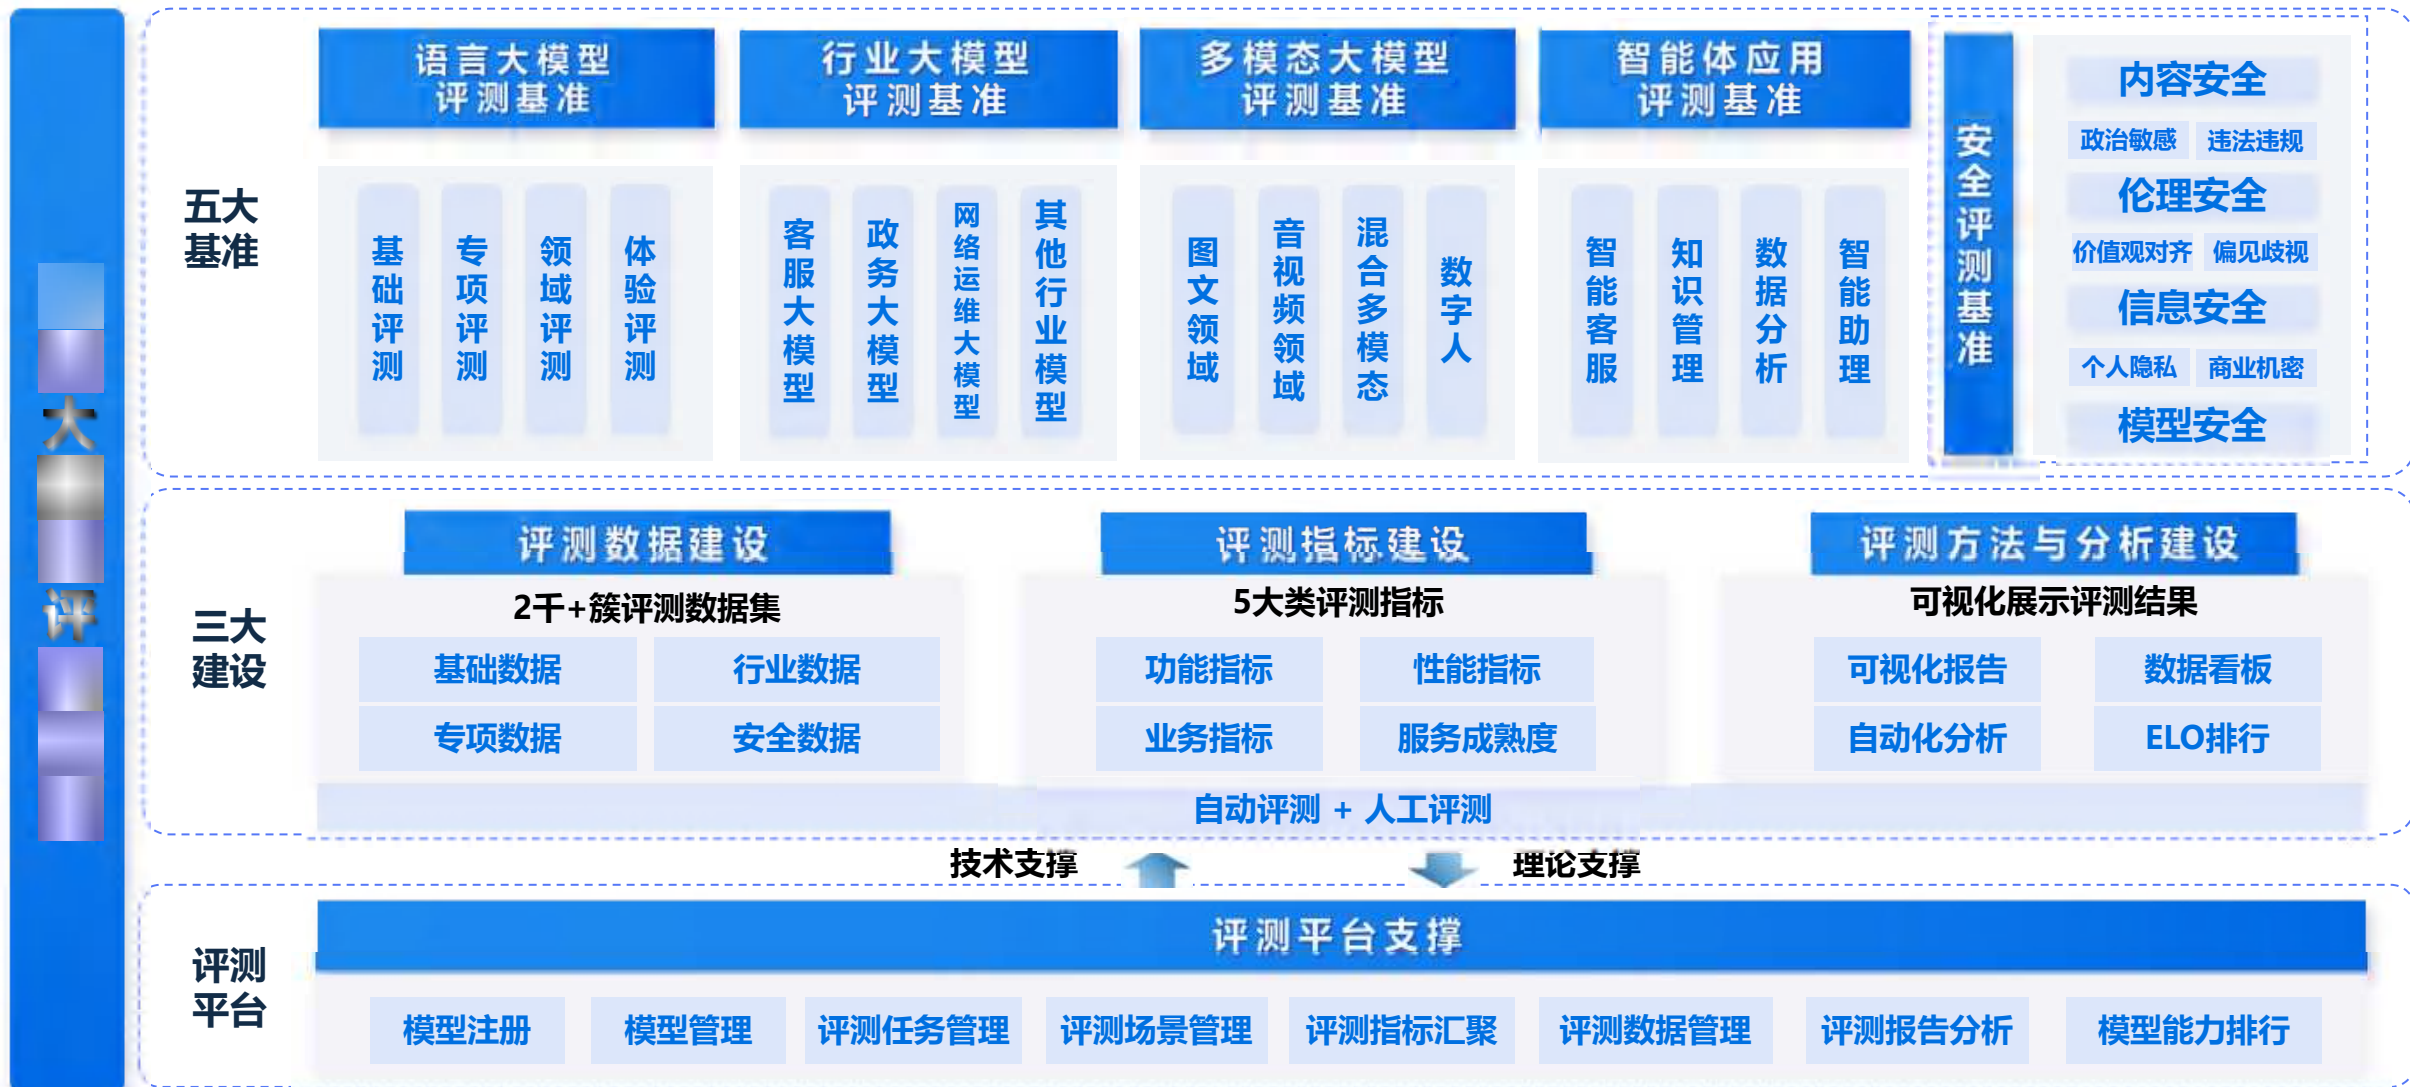 大
评
五大
基准
语言大模型
评测基准
基础评测
专项评测
领域评测
体验评测
行业大模型
评测基准
客服大模型
政务大模型
网络运维大模型
其他行业模型
多模态大模型
评测基准
图文领域
音视频领域
混合多模态
数字人
智能体应用
评测基准
智能客服
知识管理
数据分析
智能助理
安全评测基准
内容安全
政治敏感 违法违规
伦理安全
价值观对齐 偏见歧视
信息安全
个人隐私 商业机密
模型安全
三大
建设
评测数据建设
2千+簇评测数据集
基础数据 行业数据
专项数据 安全数据
评测指标建设
5大类评测指标
功能指标 性能指标
业务指标 服务成熟度
评测方法与分析建设
可视化展示评测结果
可视化报告 数据看板
自动化分析 ELO排行
自动评测 + 人工评测
技术支撑 理论支撑
评测
平台
评测平台支撑
模型注册 模型管理 评测任务管理 评测场景管理 评测指标汇聚 评测数据管理 评测报告分析 模型能力排行